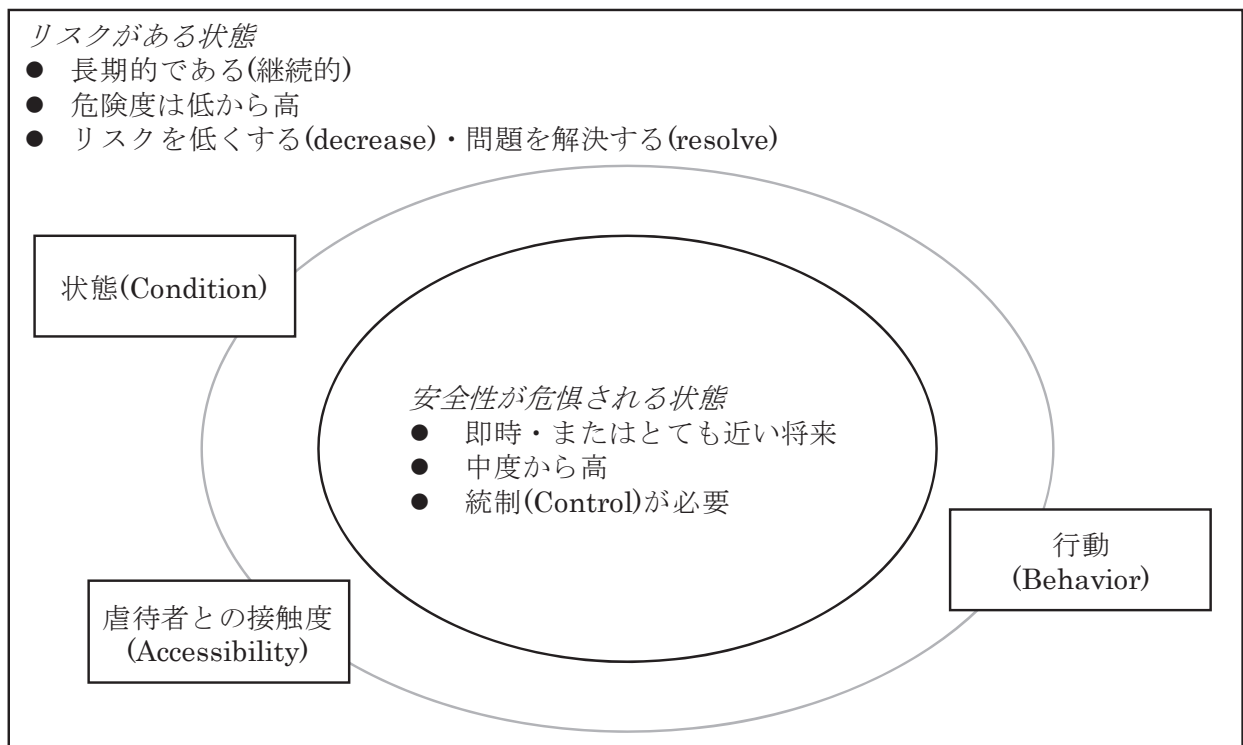 リスクがある状態
● 長期的である(継続的)
● 危険度は低から高
● リスクを低くする(decrease)・問題を解決する(resolve)
状態(Condition)
安全性が危惧される状態
● 即時・またはとても近い将来
● 中度から高
● 統制(Control)が必要
行動
(Behavior)
虐待者との接触度
(Accessibility)